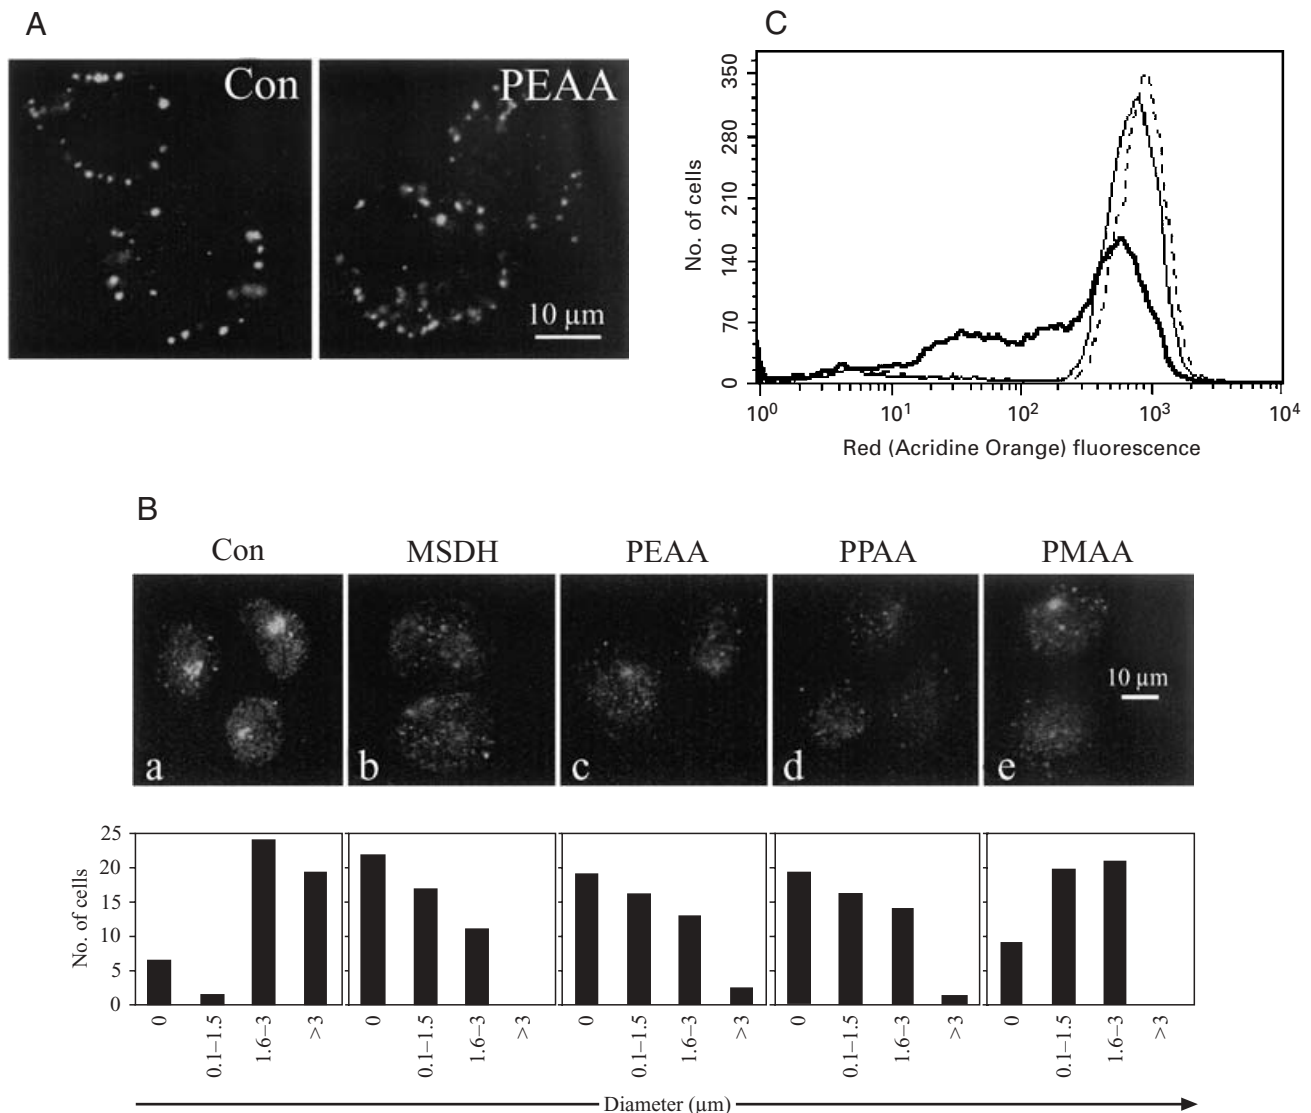 A
Con
PEAA
10 µm
C
350
280
210
140
70
0
No. of cells
10⁰ 10¹ 10² 10³ 10⁴
Red (Acridine Orange) fluorescence
B
Con MSDH PEAA PPAA PMAA
10 µm
a b c d e
25
20
15
10
5
0
No. of cells
0 0.1–1.5 1.6–3 >3 0 0.1–1.5 1.6–3 >3 0 0.1–1.5 1.6–3 >3 0 0.1–1.5 1.6–3 >3 0 0.1–1.5 1.6–3 >3
Diameter (µm)